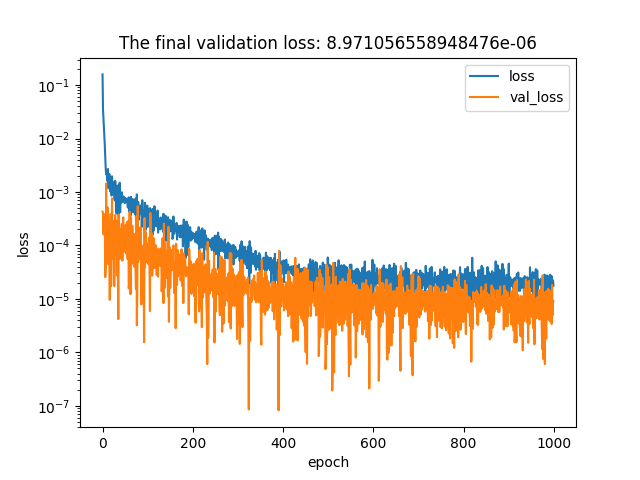 The final validation loss: 8.971056558948476e-06
loss
val_loss
10⁻¹
10⁻²
10⁻³
10⁻⁴
10⁻⁵
10⁻⁶
10⁻⁷
loss
0 200 400 600 800 1000
epoch